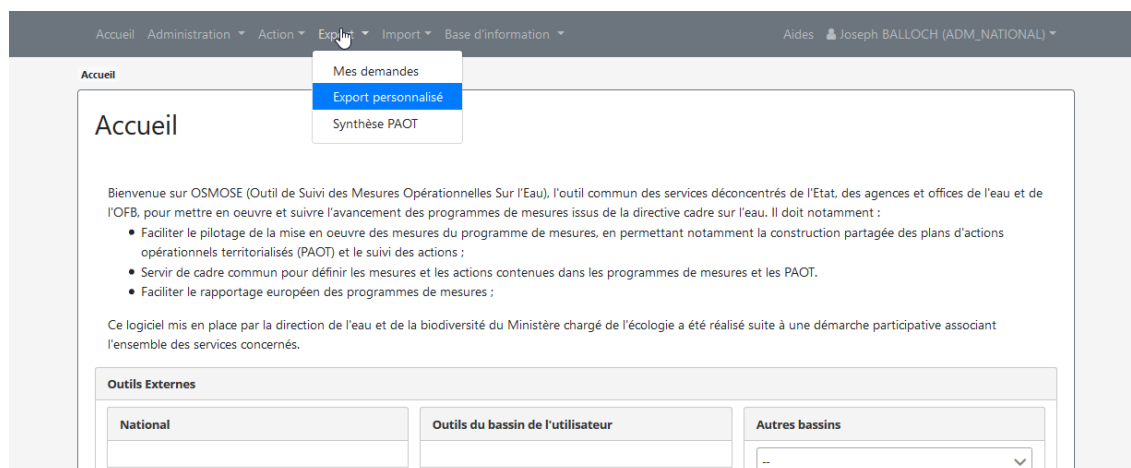 Accueil Administration Action Export Import Base d'information Aides Joseph BALLOCH (ADM_NATIONAL)
Mes demandes
Export personnalisé
Synthèse PAOT
Accueil
Accueil
Bienvenue sur OSMOSE (Outil de Suivi des Mesures Opérationnelles Sur l'Eau), l'outil commun des services déconcentrés de l'Etat, des agences et offices de l'eau et de
l'OFB, pour mettre en oeuvre et suivre l'avancement des programmes de mesures issus de la directive cadre sur l'eau. Il doit notamment :
• Faciliter le pilotage de la mise en oeuvre des mesures du programme de mesures, en permettant notamment la construction partagée des plans d'actions
opérationnels territorialisés (PAOT) et le suivi des actions ;
• Servir de cadre commun pour définir les mesures et les actions contenues dans les programmes de mesures et les PAOT.
• Faciliter le rapportage européen des programmes de mesures ;
Ce logiciel mis en place par la direction de l'eau et de la biodiversité du Ministère chargé de l'écologie a été réalisé suite à une démarche participative associant
l'ensemble des services concernés.
Outils Externes
National
Outils du bassin de l'utilisateur
Autres bassins
--